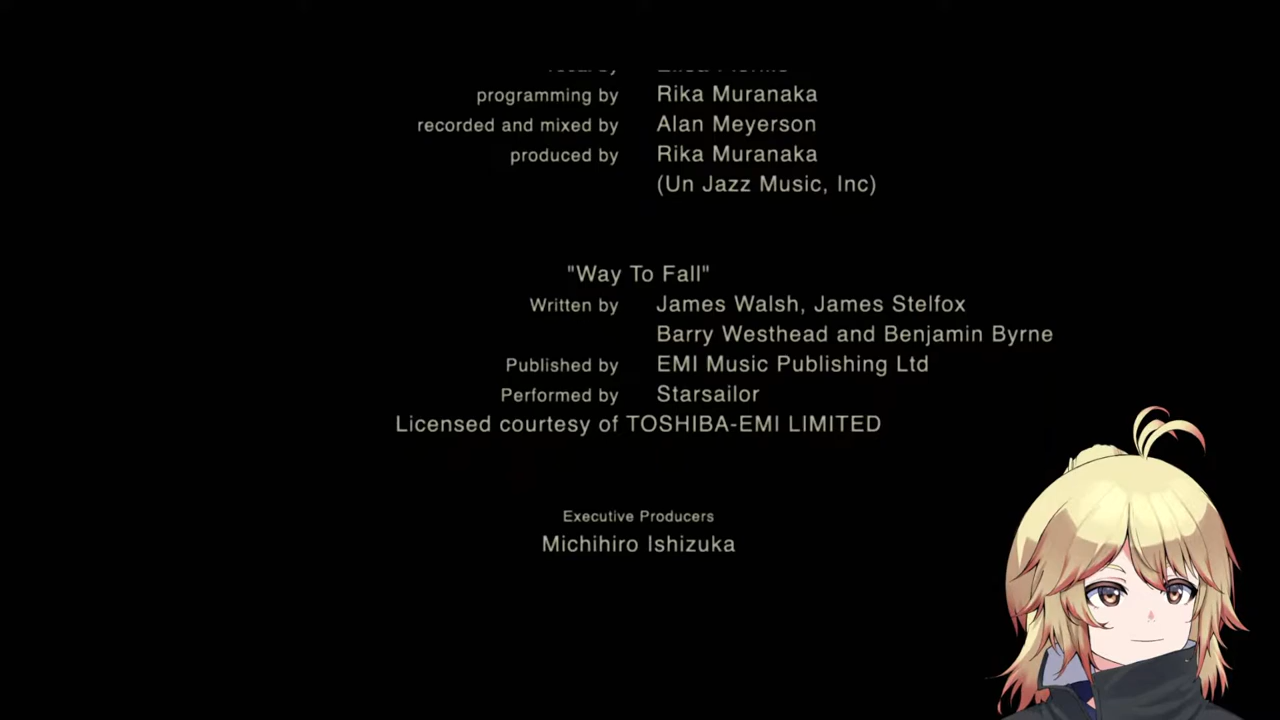 programming by Rika Muranaka
recorded and mixed by Alan Meyerson
produced by Rika Muranaka
(Un Jazz Music, Inc)
"Way To Fall"
Written by James Walsh, James Stelfox
Barry Westhead and Benjamin Byrne
Published by EMI Music Publishing Ltd
Performed by Starsailor
Licensed courtesy of TOSHIBA-EMI LIMITED
Executive Producers
Michihiro Ishizuka